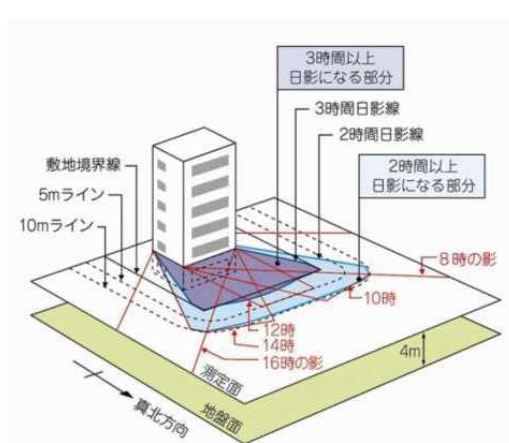 3時間以上
日影になる部分
3時間日影線
2時間日影線
2時間以上
日影になる部分
敷地境界線
5mライン
10mライン
8時の影
10時
12時
14時
16時の影
測定面
4m
地盤面
真北方向